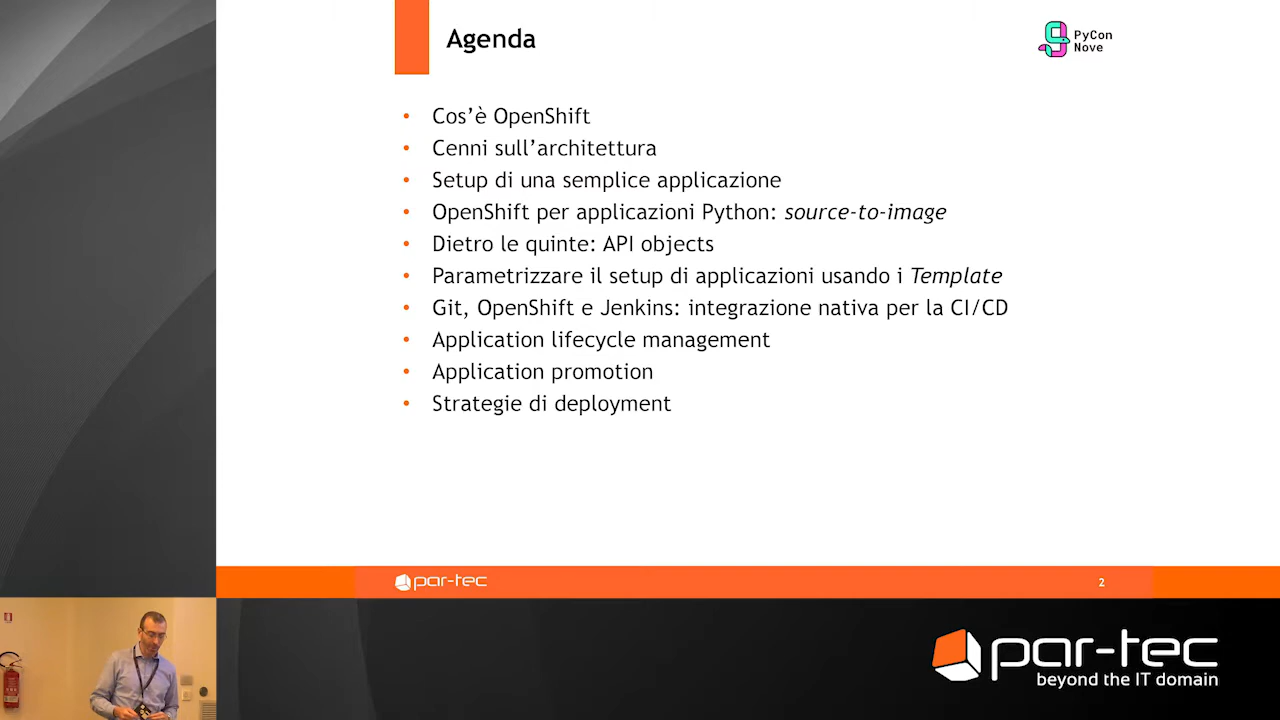 Agenda
PyCon
Nove
• Cos’è OpenShift
• Cenni sull’architettura
• Setup di una semplice applicazione
• OpenShift per applicazioni Python: source-to-image
• Dietro le quinte: API objects
• Parametrizzare il setup di applicazioni usando i Template
• Git, OpenShift e Jenkins: integrazione nativa per la CI/CD
• Application lifecycle management
• Application promotion
• Strategie di deployment
par-tec
2
par-tec
beyond the IT domain